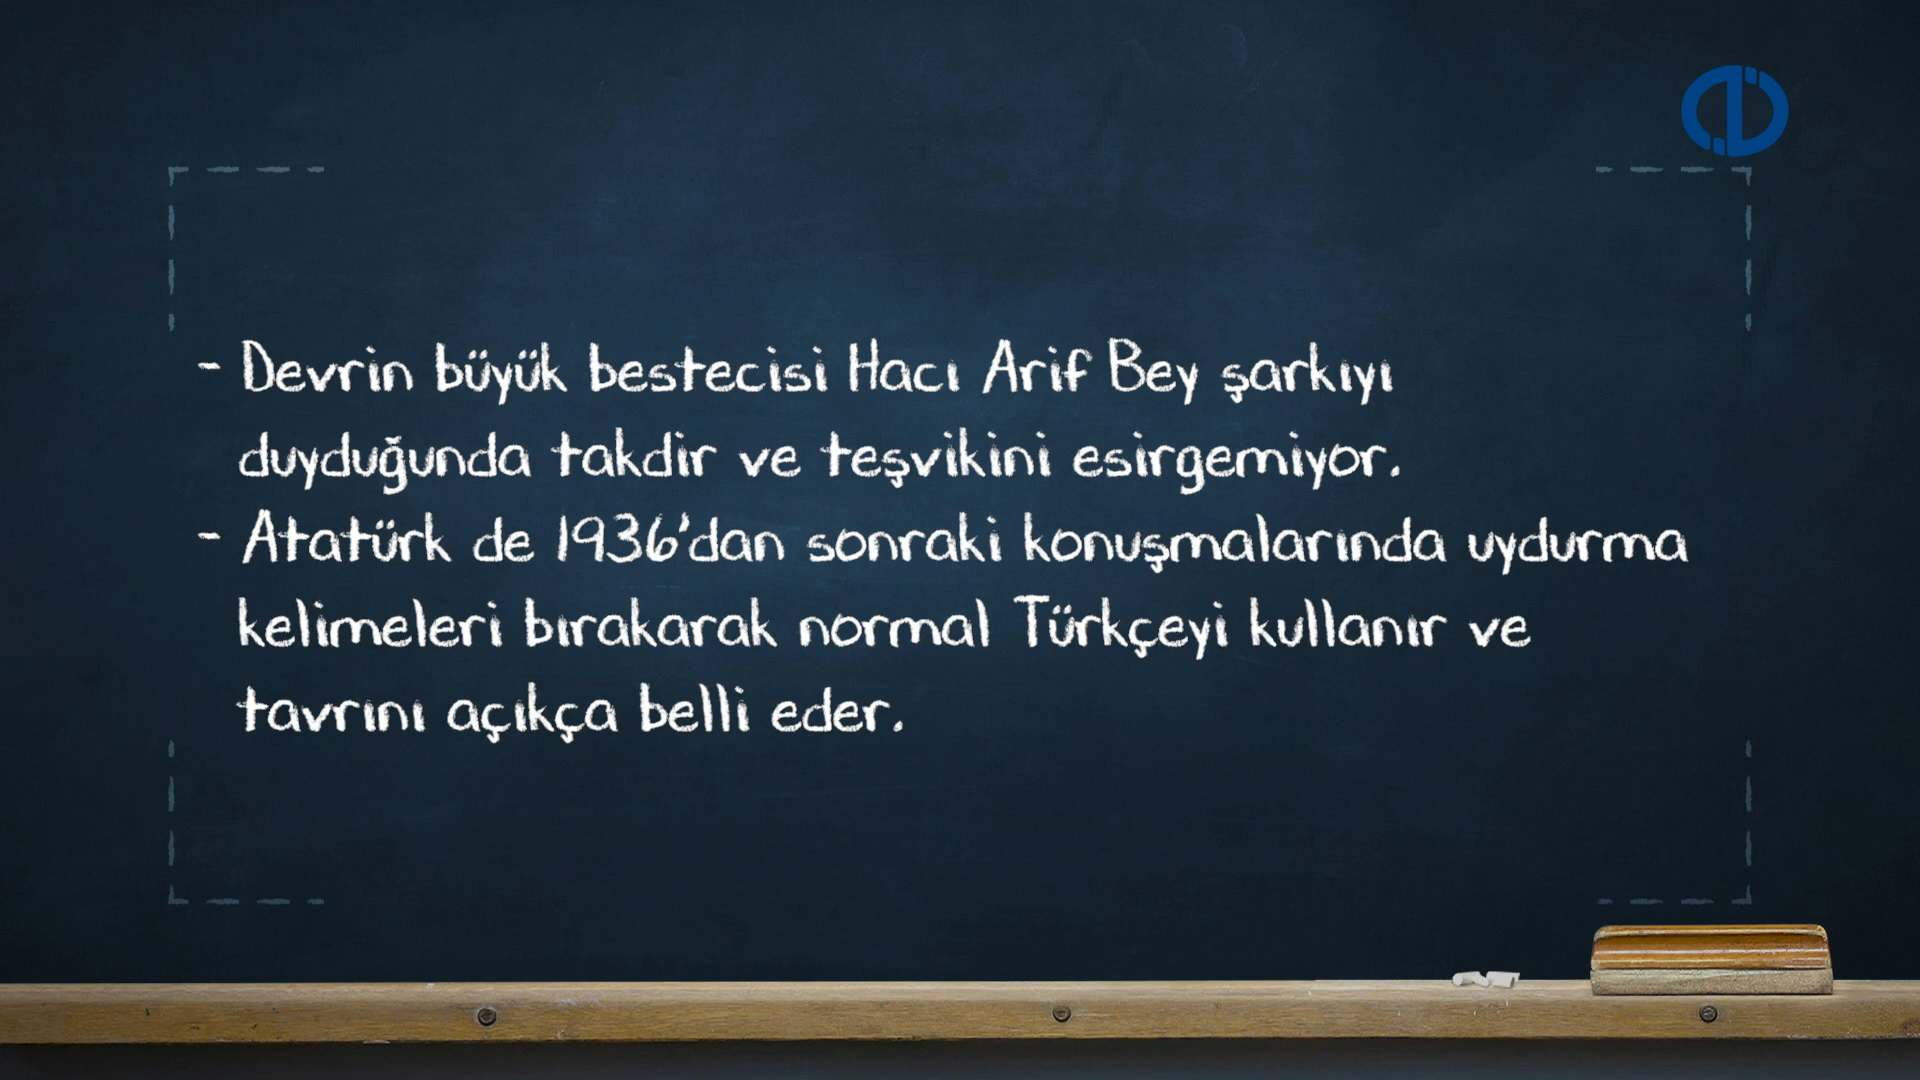 - Devrin büyük bestecisi Hacı Arif Bey şarkıyı
duyduğunda takdir ve teşvikini esirgemiyor.
- Atatürk de 1936'dan sonraki konuşmalarında uydurma
kelimeleri bırakarak normal Türkçeyi kullanır ve
tavrını açıkça belli eder.